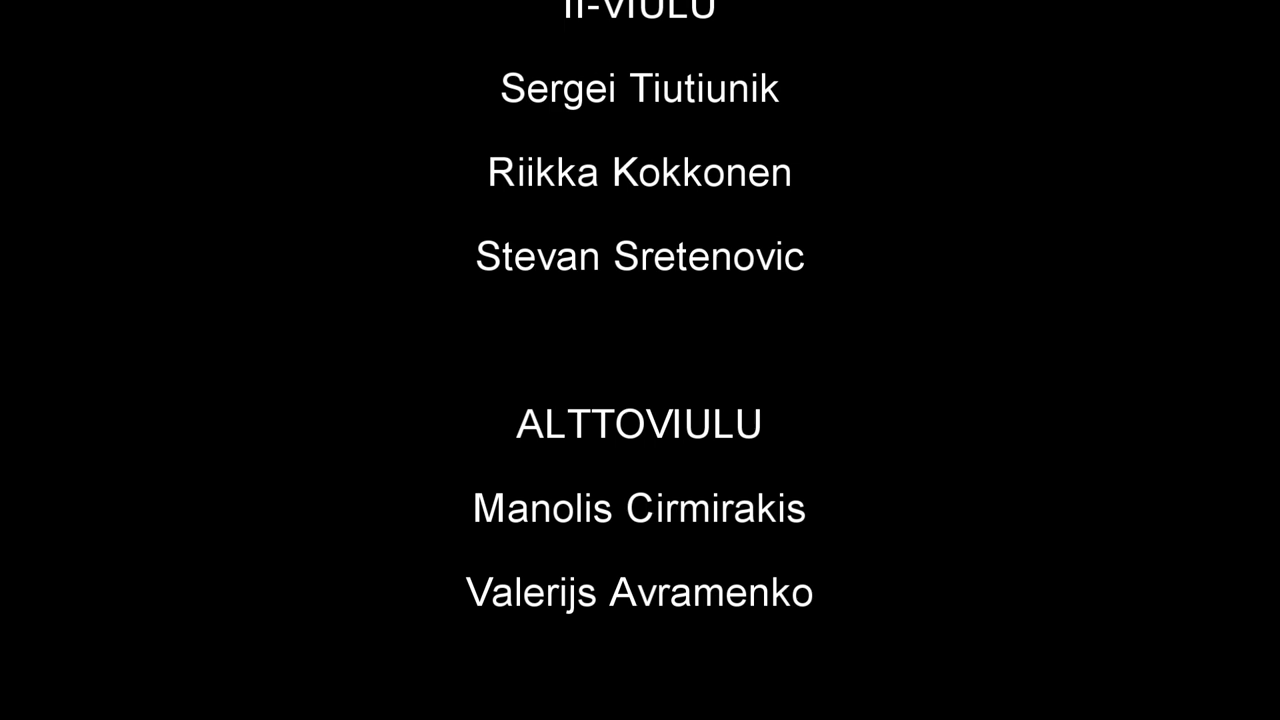 II-VIULU
Sergei Tiutiunik
Riikka Kokkonen
Stevan Sretenovic
ALTTOVIULU
Manolis Cirmirakis
Valerijs Avramenko